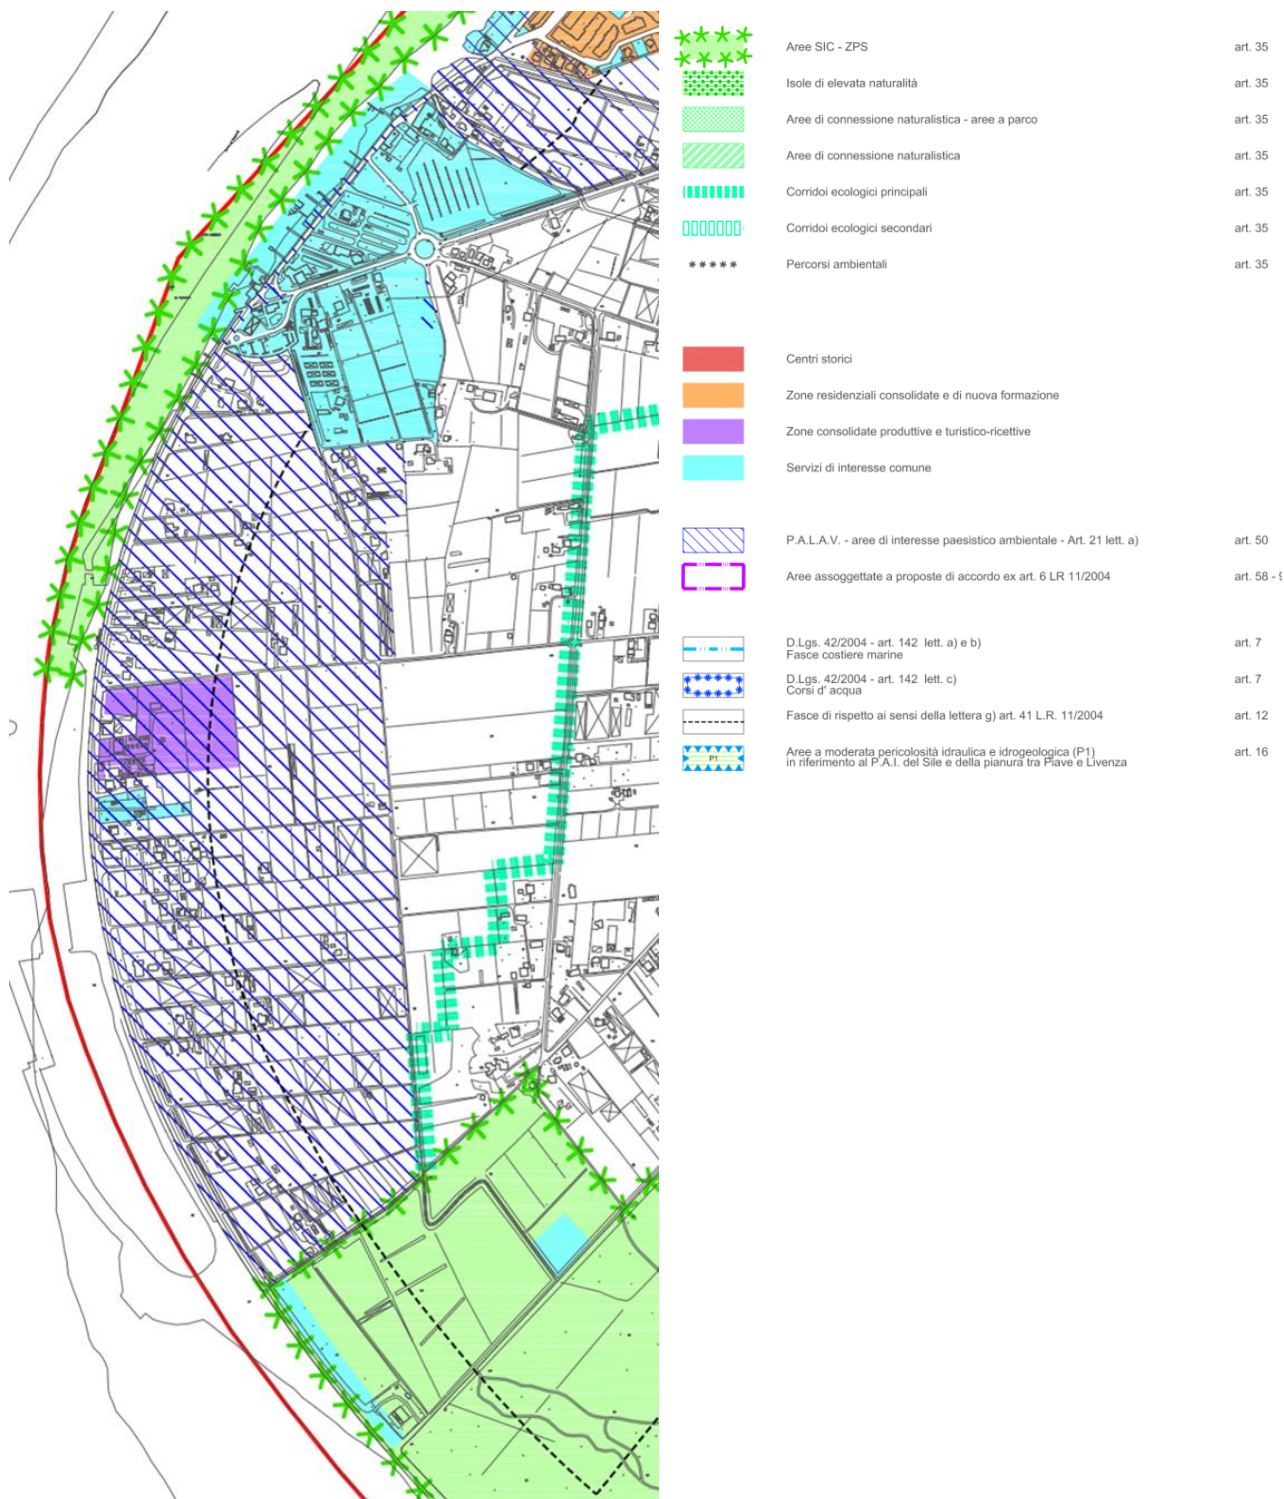 Aree SIC - ZPS art. 35
Isole di elevata naturalità art. 35
Aree di connessione naturalistica - aree a parco art. 35
Aree di connessione naturalistica art. 35
Corridoi ecologici principali art. 35
Corridoi ecologici secondari art. 35
Percorsi ambientali art. 35
Centri storici
Zone residenziali consolidate e di nuova formazione
Zone consolidate produttive e turistico-ricettive
Servizi di interesse comune
P.A.L.A.V. - aree di interesse paesistico ambientale - Art. 21 lett. a) art. 50
Aree assoggettate a proposte di accordo ex art. 6 LR 11/2004 art. 58 -
D.Lgs. 42/2004 - art. 142 lett. a) e b) art. 7
Fasce costiere marine
D.Lgs. 42/2004 - art. 142 lett. c) art. 7
Corsi d' acqua
Fasce di rispetto ai sensi della lettera g) art. 41 L.R. 11/2004 art. 12
Aree a moderata pericolosità idraulica e idrogeologica (P1) art. 16
P1
in riferimento al P.A.I. del Sile e della pianura tra Piave e Livenza